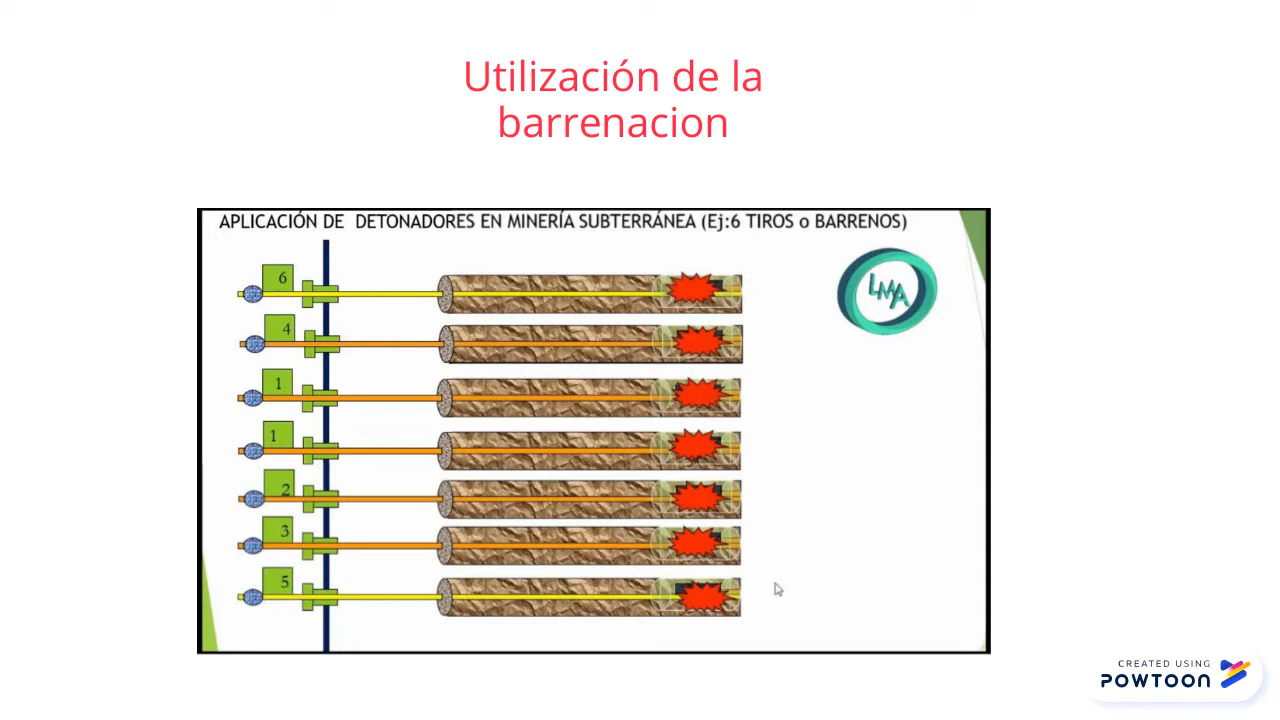 Utilización de la
barrenacion
APLICACIÓN DE DETONADORES EN MINERÍA SUBTERRÁNEA (Ej:6 TIROS o BARRENOS)
6
LMA
4
1
1
2
3
5
CREATED USING
POWTOON